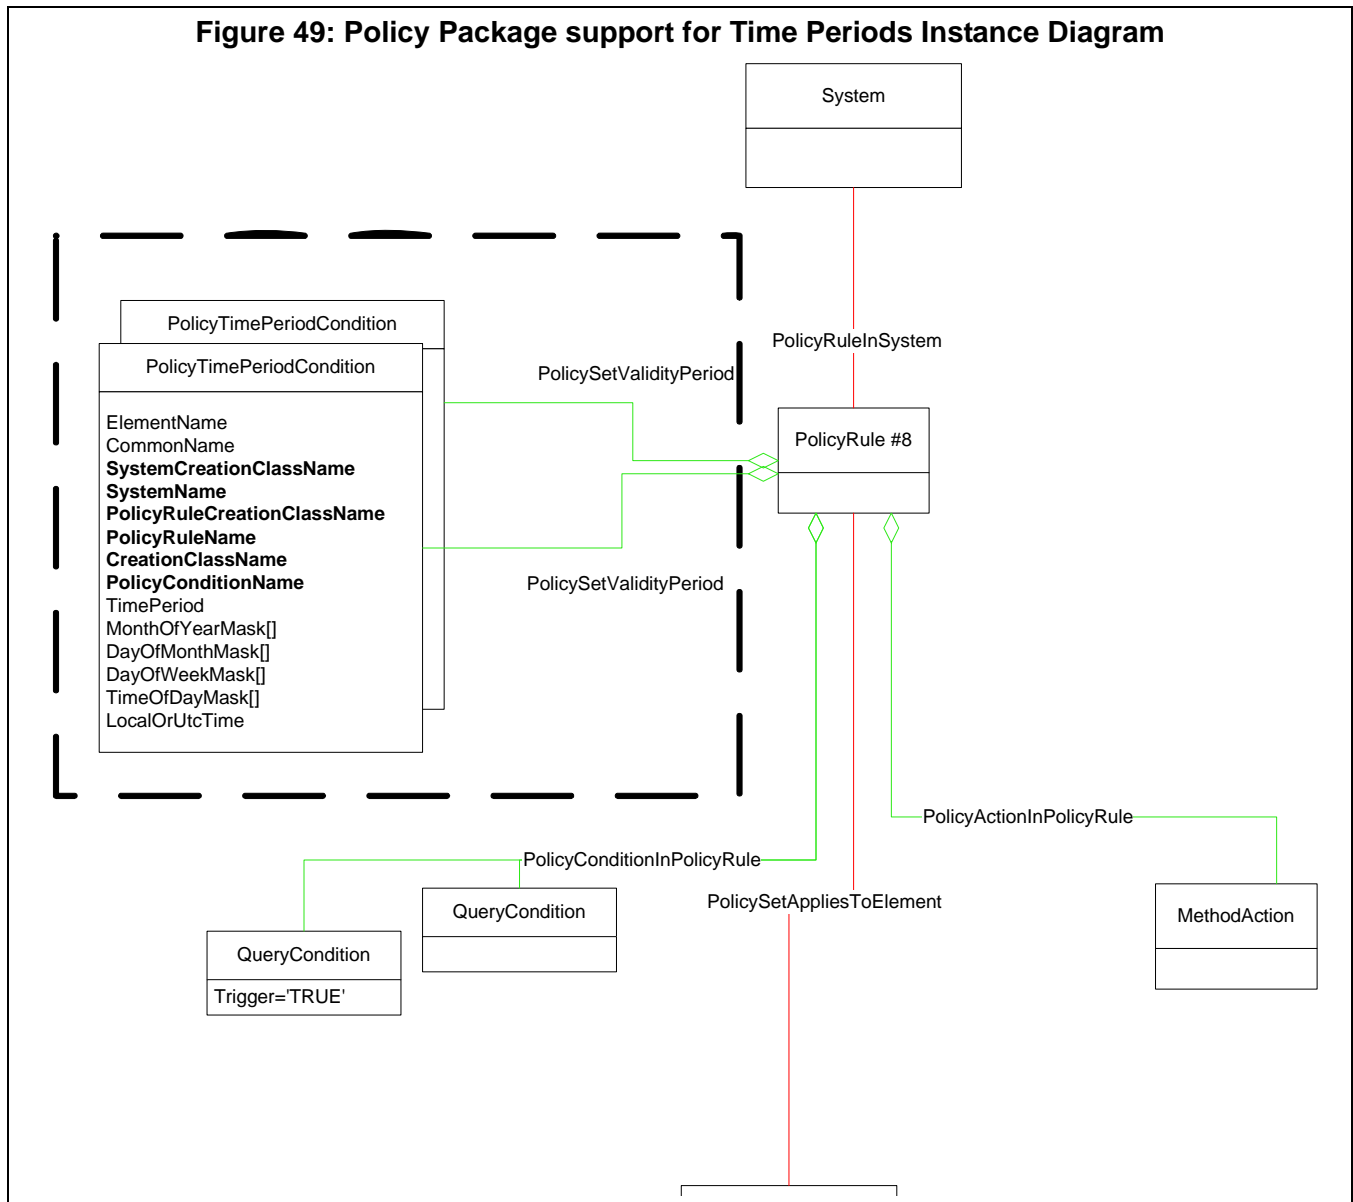 Figure 49: Policy Package support for Time Periods Instance Diagram
System
PolicyRuleInSystem
PolicyTimePeriodCondition
PolicyTimePeriodCondition
PolicySetValidityPeriod
PolicyRule #8
ElementName
CommonName
SystemCreationClassName
SystemName
PolicyRuleCreationClassName
PolicyRuleName
CreationClassName
PolicyConditionName
TimePeriod
MonthOfYearMask[]
DayOfMonthMask[]
DayOfWeekMask[]
TimeOfDayMask[]
LocalOrUtcTime
PolicySetValidityPeriod
PolicyActionInPolicyRule
PolicyConditionInPolicyRule
PolicySetAppliesToElement
QueryCondition
MethodAction
QueryCondition
Trigger='TRUE'